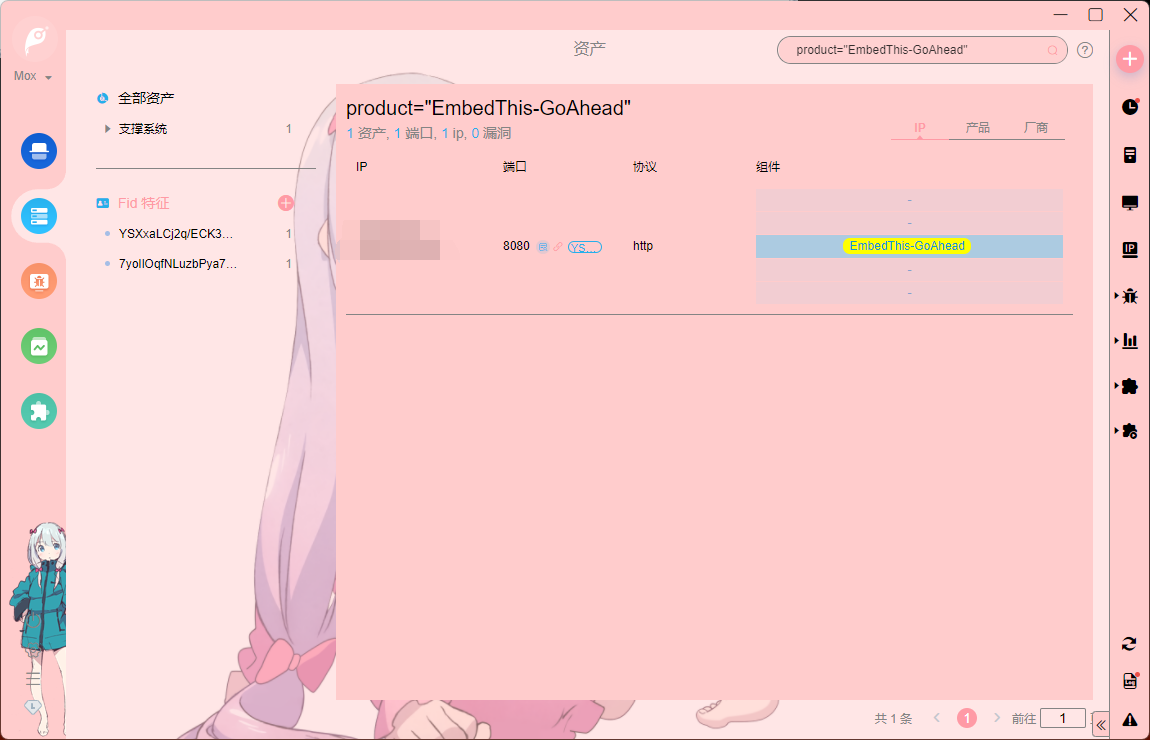 资产
product="EmbedThis-GoAhead"
Mox
全部资产
支撑系统 1
Fid 特征
YSXxaLCj2q/ECK3... 1
7yoIlOqfNLuzbPya7... 1
product="EmbedThis-GoAhead"
1 资产, 1 端口, 1 ip, 0 漏洞
IP 产品 厂商
IP 端口 协议 组件
-
-
8080 YS... http EmbedThis-GoAhead
-
-
共 1 条 1 前往 1
IP
LOG
L